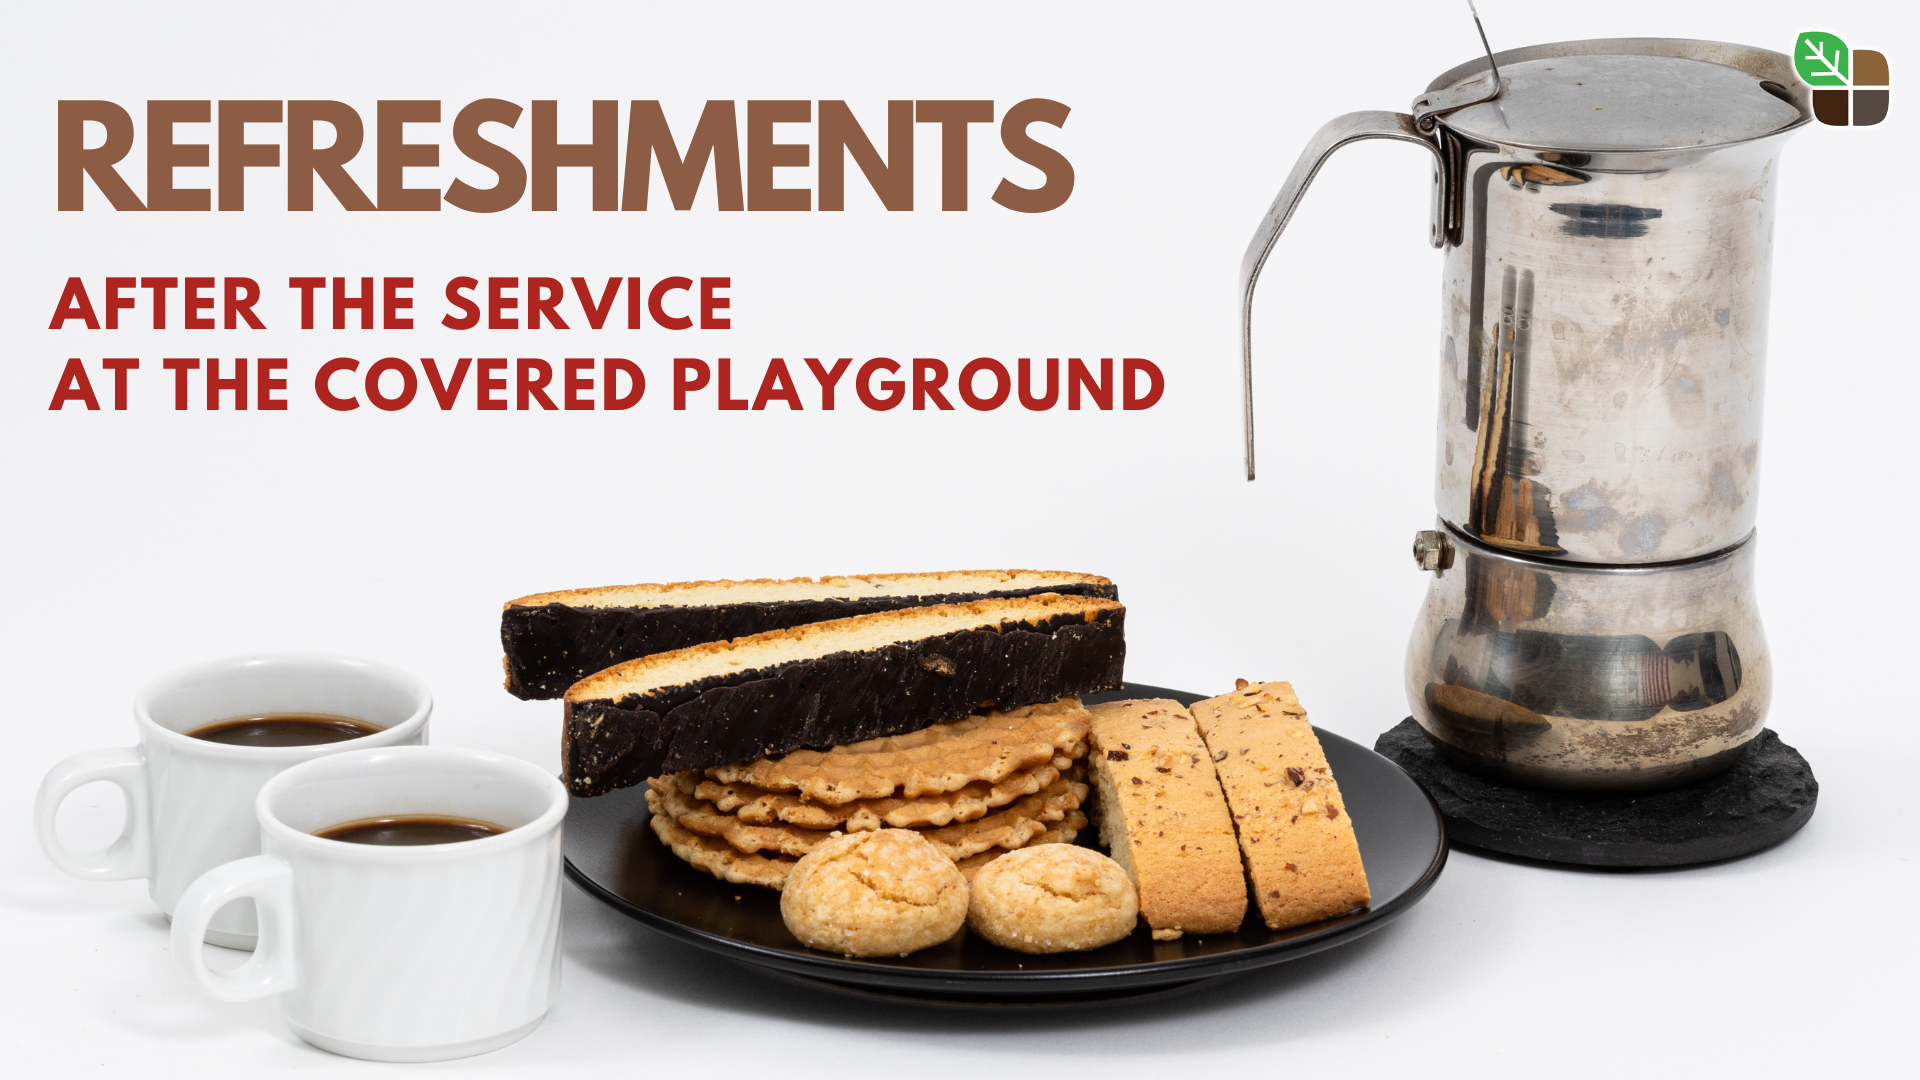 REFRESHMENTS
AFTER THE SERVICE
AT THE COVERED PLAYGROUND